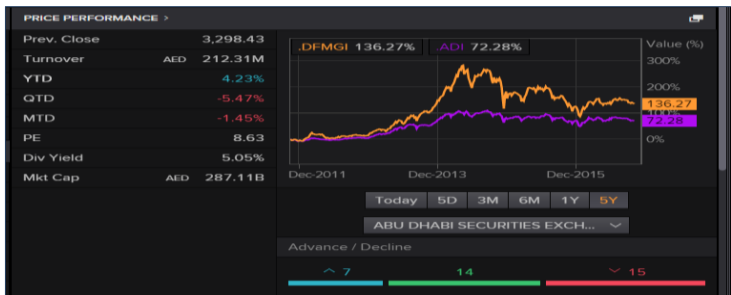 PRICE PERFORMANCE >
Prev. Close 3,298.43
Turnover AED 212.31M
YTD 4.23%
QTD -5.47%
MTD -1.45%
PE 8.63
Div Yield 5.05%
Mkt Cap AED 287.11B
.DFMGI 136.27% .ADI 72.28%
Value (%)
300%
200%
136.27
100%
72.28
0%
Dec-2011 Dec-2013 Dec-2015
Today 5D 3M 6M 1Y 5Y
ABU DHABI SECURITIES EXCH...
Advance / Decline
7 14 15